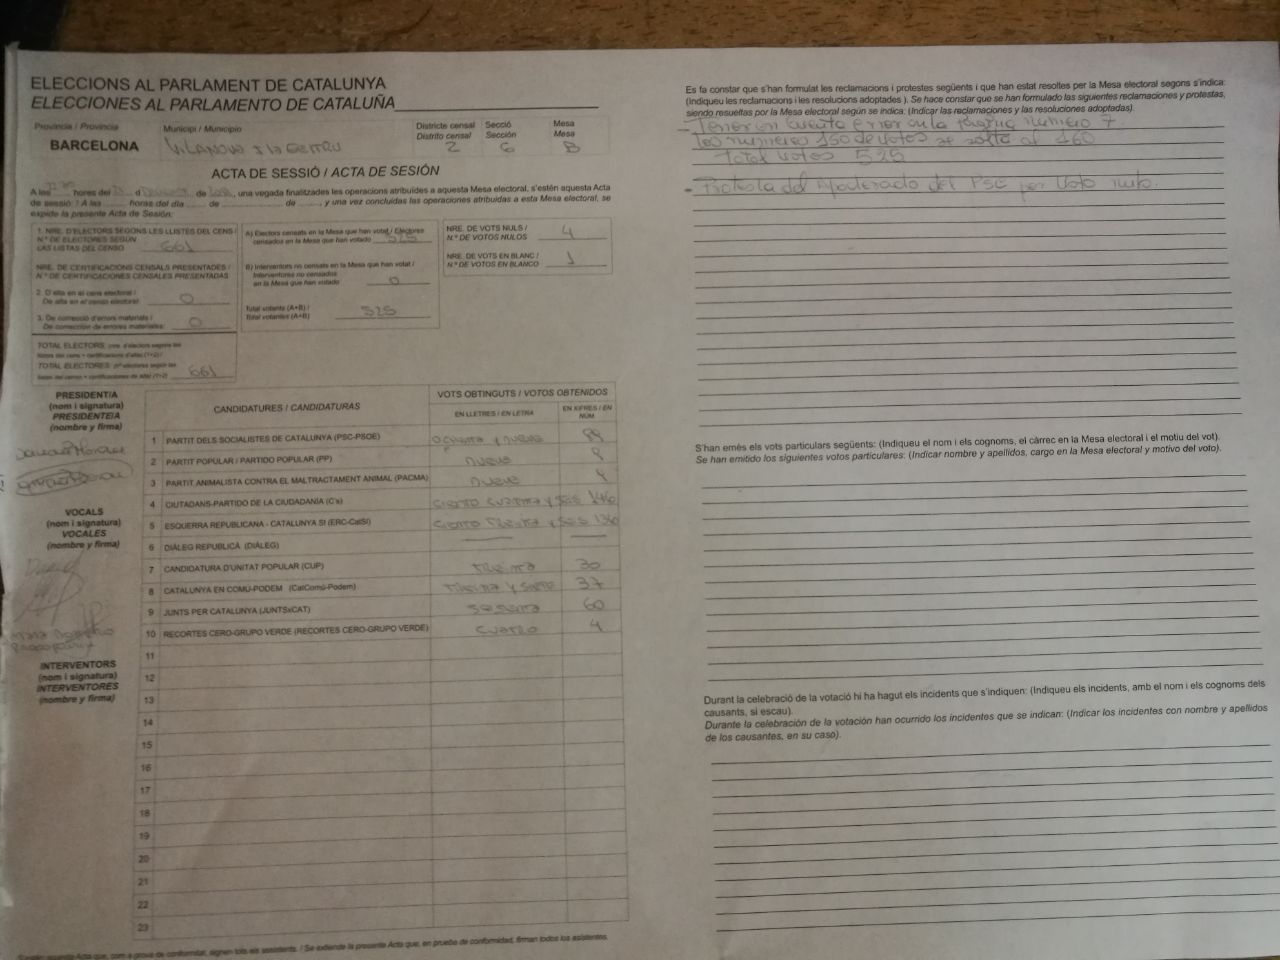 ELECCIONS AL PARLAMENT DE CATALUNYA
ELECCIONES AL PARLAMENTO DE CATALUÑA
Província / Provincia
Municipi / Municipio
Districte censal
Distrito censal
Secció
Sección
Mesa
Mesa
BARCELONA
2
6
B
ACTA DE SESSIÓ / ACTA DE SESIÓN
A les hores del d de , una vegada finalitzades les operacions atribuïdes a aquesta Mesa electoral, s'estén aquesta Acta
de sessió: / A las ........ horas del día ..... de ............ de ......, y una vez concluidas las operaciones atribuidas a esta Mesa electoral, se
expide la presente Acta de Sesión:
1. NRE. D'ELECTORS SEGONS LES LLISTES DEL CENS /
N.º DE ELECTORES SEGÚN
LAS LISTAS DEL CENSO 661
NRE. DE CERTIFICACIONS CENSALS PRESENTADES /
N.º DE CERTIFICACIONES CENSALES PRESENTADAS
2. D'alta en el cens electoral /
De alta en el censo electoral 0
3. De correcció d'errors materials /
De corrección de errores materiales: 0
TOTAL ELECTORS:
TOTAL ELECTORES: 661
A) Electors censats en la Mesa que han votat / Electores
censados en la Mesa que han votado 525
B) Interventors no censats en la Mesa que han votat /
Interventores no censados
en la Mesa que han votado 0
Total votants (A+B) /
Total votantes (A+B) 525
NRE. DE VOTS NULS /
N.º DE VOTOS NULOS 4
NRE. DE VOTS EN BLANC /
N.º DE VOTOS EN BLANCO 1
PRESIDENT/A
(nom i signatura)
PRESIDENTE/A
(nombre y firma)
VOCALS
(nom i signatura)
VOCALES
(nombre y firma)
INTERVENTORS
(nom i signatura)
INTERVENTORES
(nombre y firma)
CANDIDATURES / CANDIDATURAS
VOTS OBTINGUTS / VOTOS OBTENIDOS
EN LLETRES / EN LETRA
EN XIFRES / EN NÚM
1 PARTIT DELS SOCIALISTES DE CATALUNYA (PSC-PSOE) ochenta y nueve 89
2 PARTIT POPULAR / PARTIDO POPULAR (PP) nueve 9
3 PARTIT ANIMALISTA CONTRA EL MALTRACTAMENT ANIMAL (PACMA) nueve 9
4 CIUTADANS-PARTIDO DE LA CIUDADANÍA (C's) ciento cuarenta y seis 146
5 ESQUERRA REPUBLICANA - CATALUNYA SÍ (ERC-CatSí) ciento treinta y seis 136
6 DIÀLEG REPUBLICÀ (DIÀLEG)
7 CANDIDATURA D'UNITAT POPULAR (CUP) treinta 30
8 CATALUNYA EN COMÚ-PODEM (CatComú-Podem) treinta y siete 37
9 JUNTS PER CATALUNYA (JUNTSxCAT) sesenta 60
10 RECORTES CERO-GRUPO VERDE (RECORTES CERO-GRUPO VERDE) cuatro 4
11
12
13
14
15
16
17
18
19
20
21
22
23
S'estén aquesta Acta que, com a prova de conformitat, signen tots els assistents. / Se extiende la presente Acta que, en prueba de conformidad, firman todos los asistentes.
Es fa constar que s'han formulat les reclamacions i protestes següents i que han estat resoltes per la Mesa electoral segons s'indica:
(Indiqueu les reclamacions i les resolucions adoptades ). Se hace constar que se han formulado las siguientes reclamaciones y protestas,
siendo resueltas por la Mesa electoral según se indica: (Indicar las reclamaciones y las resoluciones adoptadas).
- Tener en cuenta error en la página número 7
los números 150 de votos se salta al 160
Total votos 525
- Protesta del apoderado del PSC por voto nulo.
S'han emès els vots particulars següents: (Indiqueu el nom i els cognoms, el càrrec en la Mesa electoral i el motiu del vot).
Se han emitido los siguientes votos particulares: (Indicar nombre y apellidos, cargo en la Mesa electoral y motivo del voto).
Durant la celebració de la votació hi ha hagut els incidents que s'indiquen: (Indiqueu els incidents, amb el nom i els cognoms dels
causants, si escau).
Durante la celebración de la votación han ocurrido los incidentes que se indican: (Indicar los incidentes con nombre y apellidos
de los causantes, en su caso).